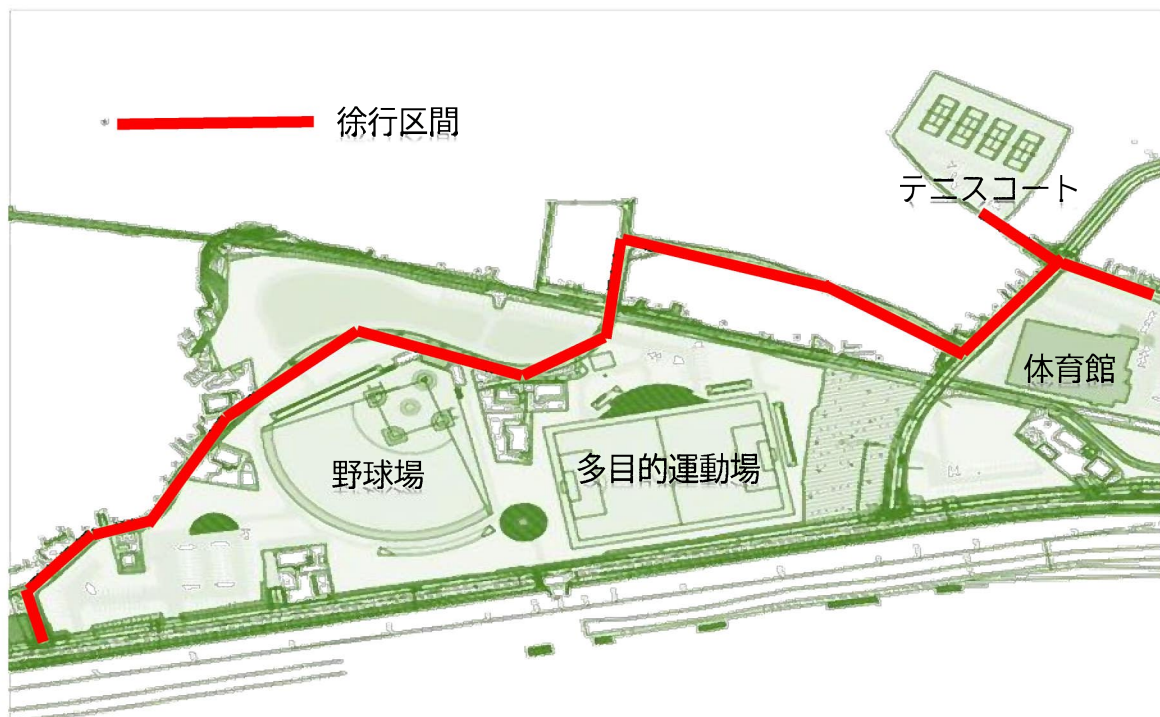 徐行区間
テニスコート
体育館
野球場
多目的運動場